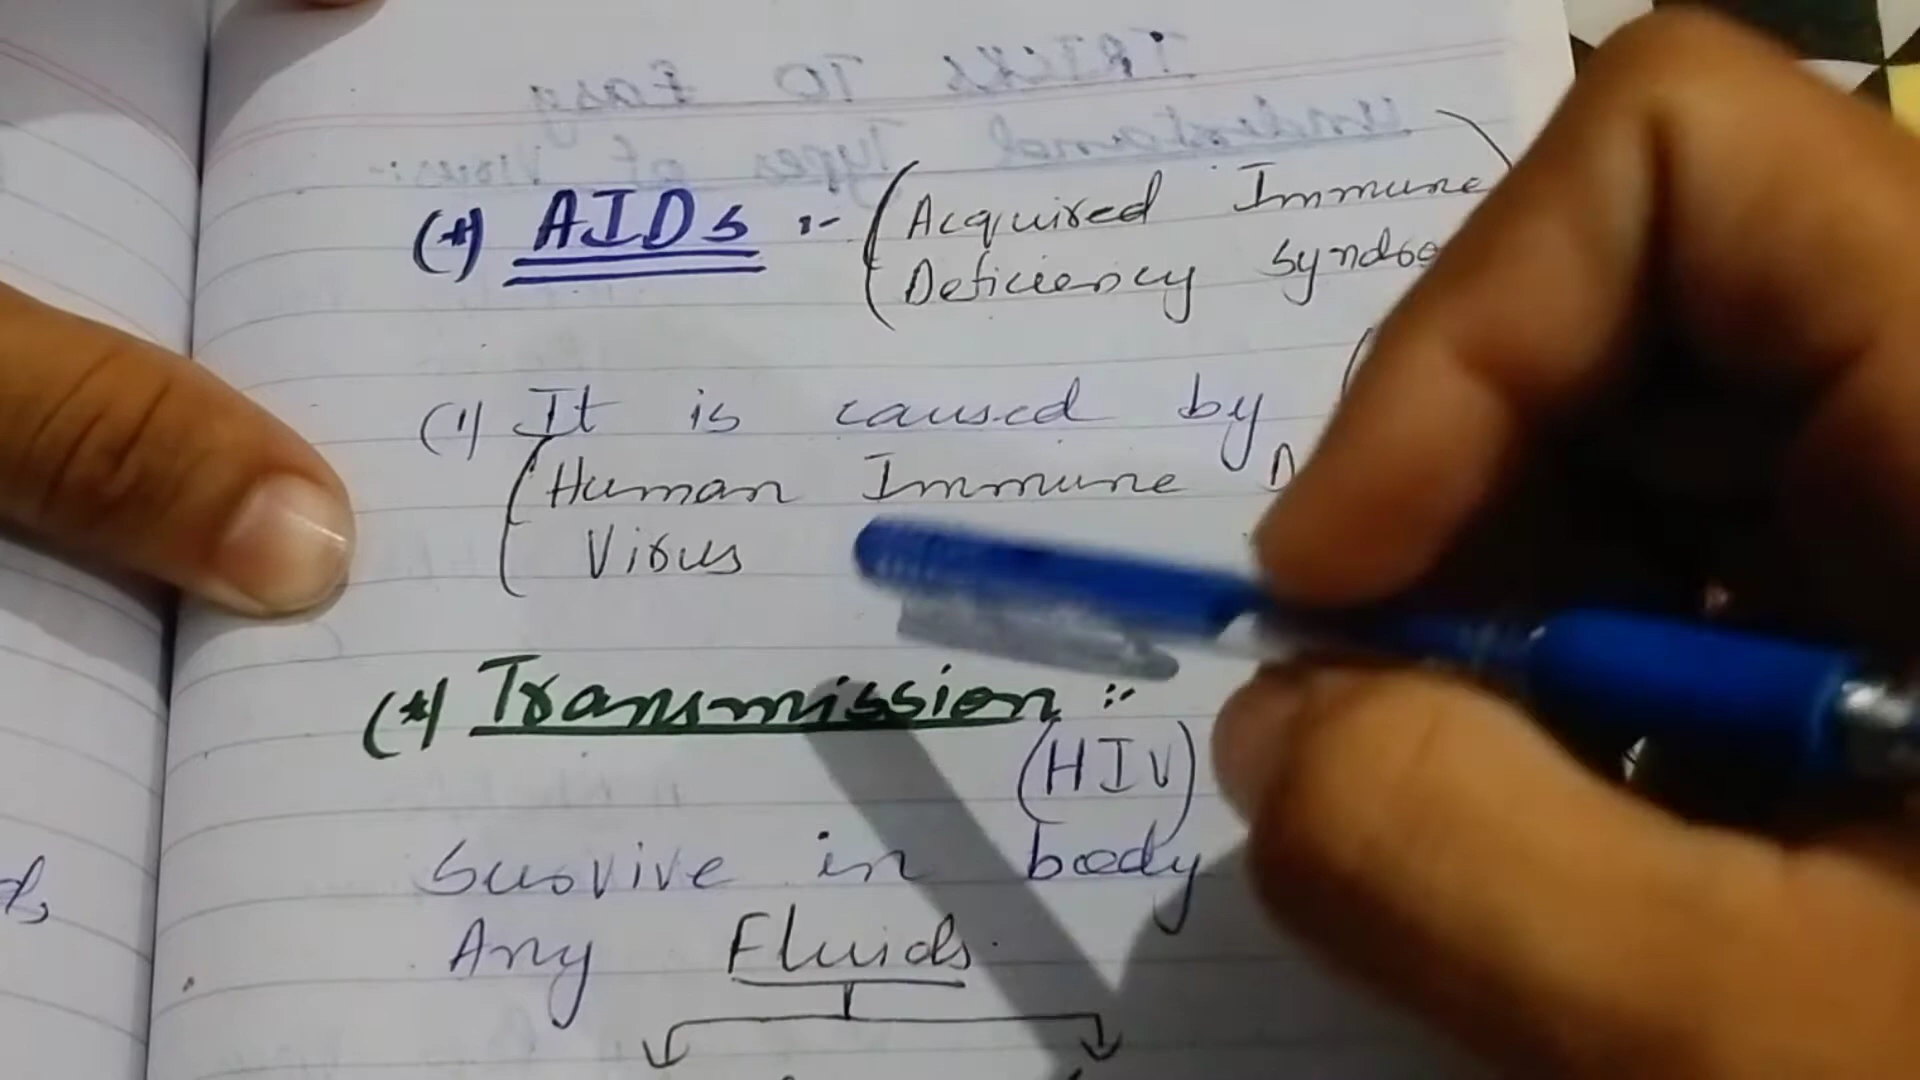 (*) AIDs :- (Acquired Immune
Deficiency
(1) It is caused by (
(Human Immune D
Virus
(*) Transmission :-
(HIV)
Survive in body
Any Fluids.